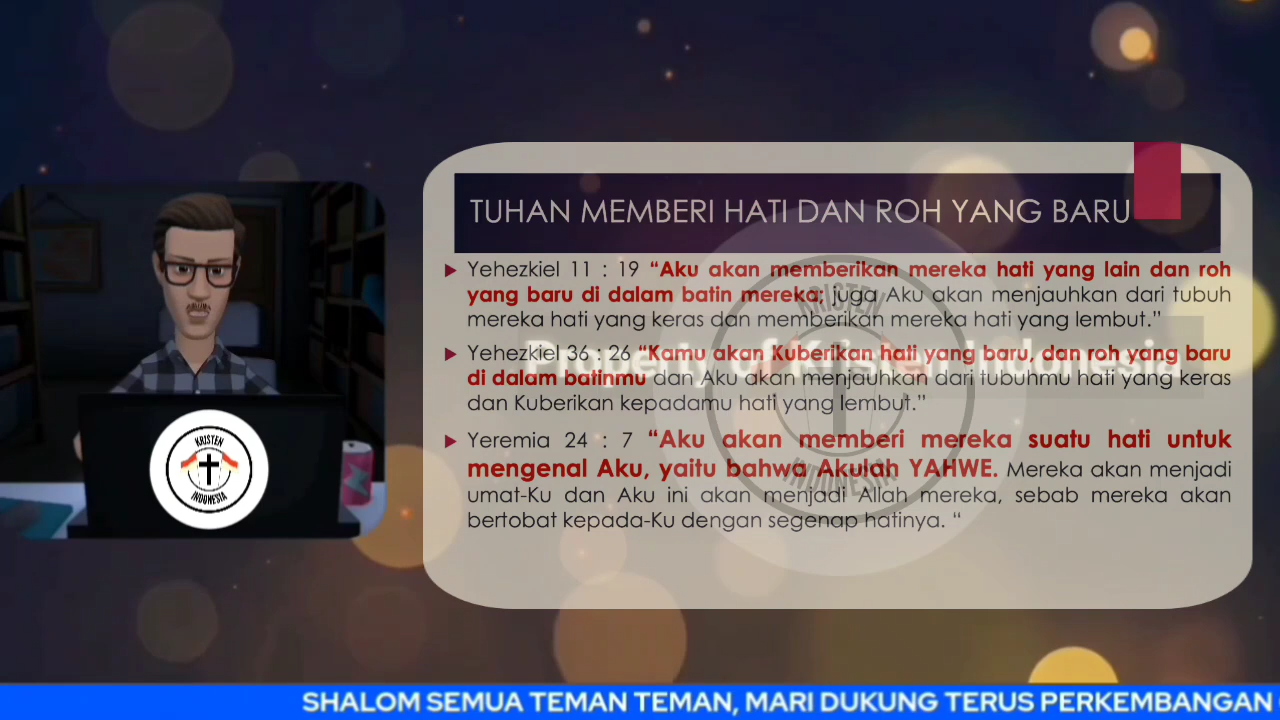 TUHAN MEMBERI HATI DAN ROH YANG BARU
Yehezkiel 11 : 19 “Aku akan memberikan mereka hati yang lain dan roh
yang baru di dalam batin mereka; juga Aku akan menjauhkan dari tubuh
mereka hati yang keras dan memberikan mereka hati yang lembut.”
Yehezkiel 36 : 26 “Kamu akan Kuberikan hati yang baru, dan roh yang baru
di dalam batinmu dan Aku akan menjauhkan dari tubuhmu hati yang keras
dan Kuberikan kepadamu hati yang lembut.”
Yeremia 24 : 7 “Aku akan memberi mereka suatu hati untuk
mengenal Aku, yaitu bahwa Akulah YAHWE. Mereka akan menjadi
umat-Ku dan Aku ini akan menjadi Allah mereka, sebab mereka akan
bertobat kepada-Ku dengan segenap hatinya. “
Property of Kristen Indonesia
KRISTEN
INDONESIA
KRISTEN
INDONESIA
SHALOM SEMUA TEMAN TEMAN, MARI DUKUNG TERUS PERKEMBANGAN